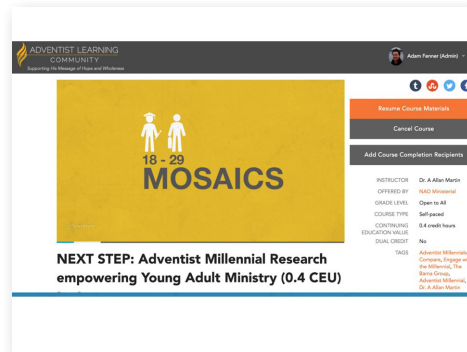 ADVENTIST LEARNING
COMMUNITY
Supporting His Message of Hope and Wholeness
Adam Fenner (Admin)
18 - 29
MOSAICS
Resume Course Materials
Cancel Course
Add Course Completion Recipients
INSTRUCTOR Dr. A Allan Martin
OFFERED BY NAD Ministerial
GRADE LEVEL Open to All
COURSE TYPE Self-paced
CONTINUING 0.4 credit hours
EDUCATION VALUE
DUAL CREDIT No
TAGS Adventist Millennials
Compare, Engage w
the Millennial, The
Barna Group,
Adventist Millennial,
Dr. A Allan Martin
NEXT STEP: Adventist Millennial Research
empowering Young Adult Ministry (0.4 CEU)